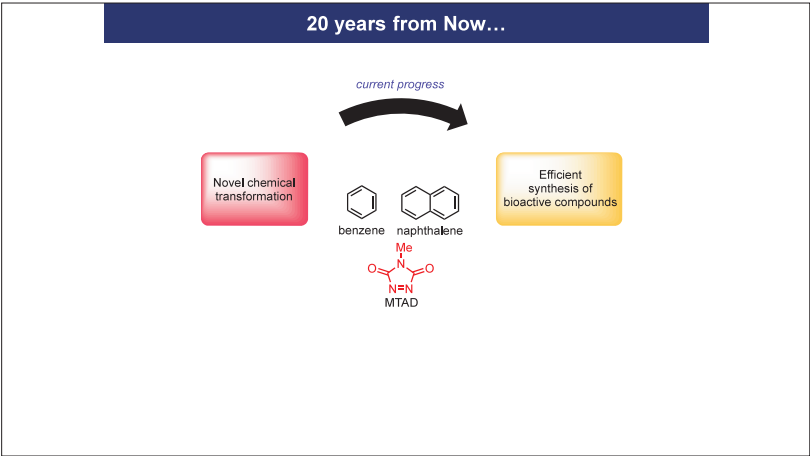 20 years from Now…
current progress
Novel chemical
transformation
Efficient
synthesis of
bioactive compounds
benzene
naphthalene
Me
N
O
O
N=N
MTAD